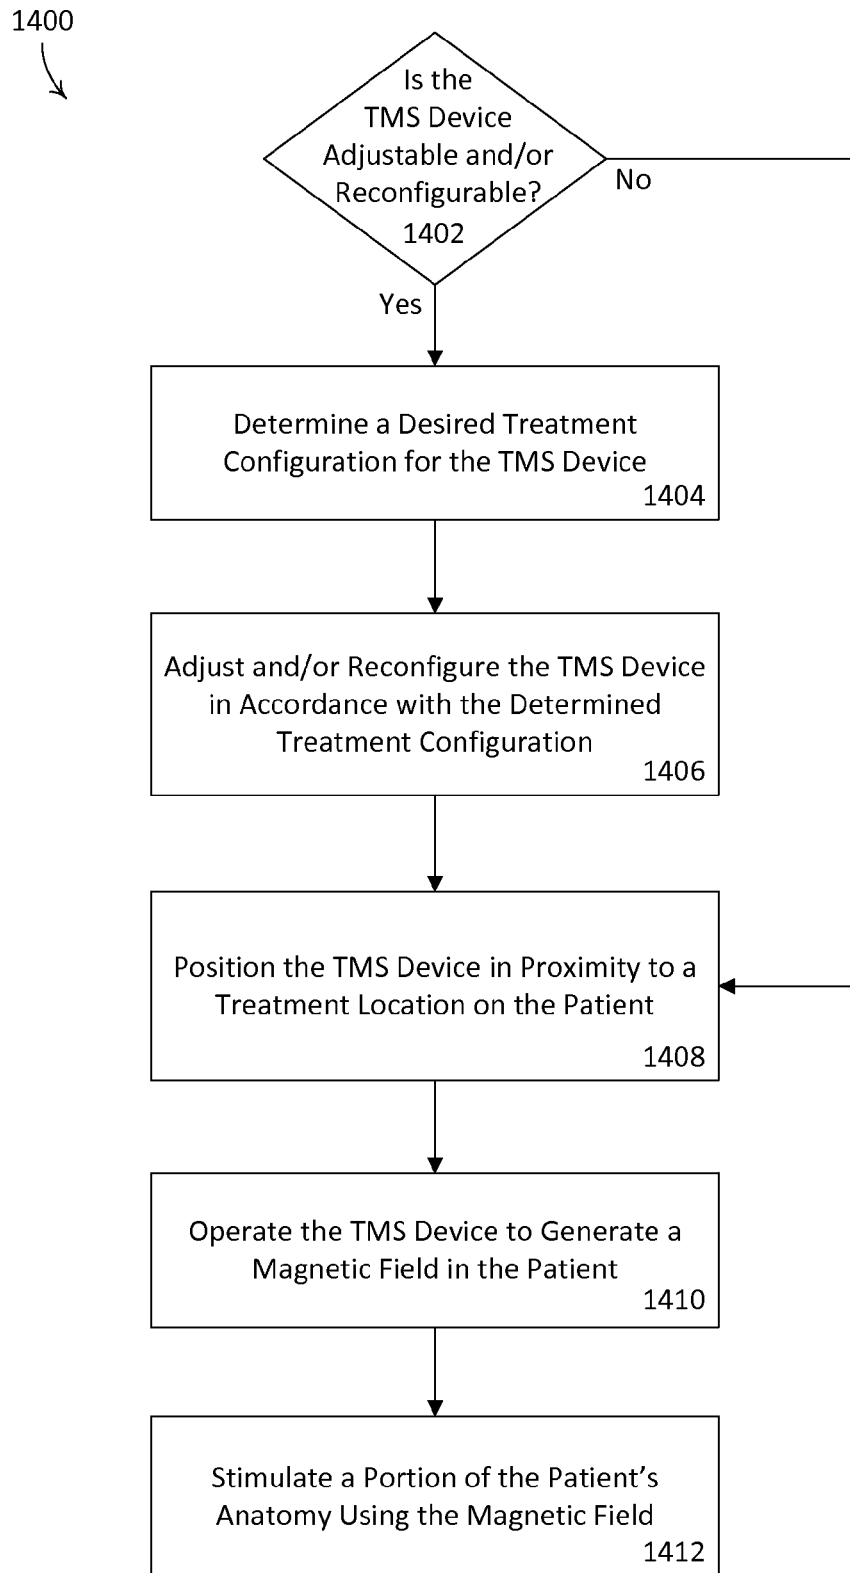 1400
Is the
TMS Device
Adjustable and/or
Reconfigurable?
1402
No
Yes
Determine a Desired Treatment
Configuration for the TMS Device
1404
Adjust and/or Reconfigure the TMS Device
in Accordance with the Determined
Treatment Configuration
1406
Position the TMS Device in Proximity to a
Treatment Location on the Patient
1408
Operate the TMS Device to Generate a
Magnetic Field in the Patient
1410
Stimulate a Portion of the Patient's
Anatomy Using the Magnetic Field
1412